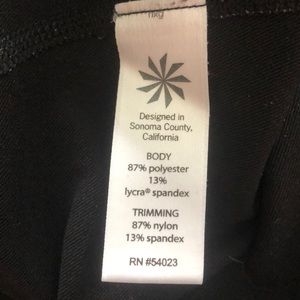 Designed in
Sonoma County,
California
BODY
87% polyester
13%
lycra® spandex
TRIMMING
87% nylon
13% spandex
RN #54023